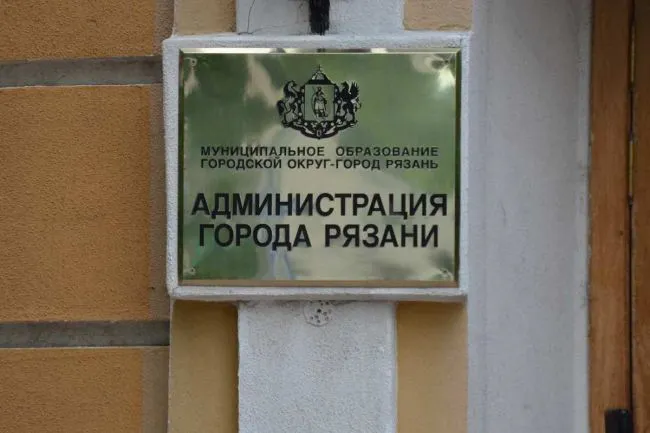 МУНИЦИПАЛЬНОЕ ОБРАЗОВАНИЕ
ГОРОДСКОЙ ОКРУГ-ГОРОД РЯЗАНЬ
АДМИНИСТРАЦИЯ
ГОРОДА РЯЗАНИ